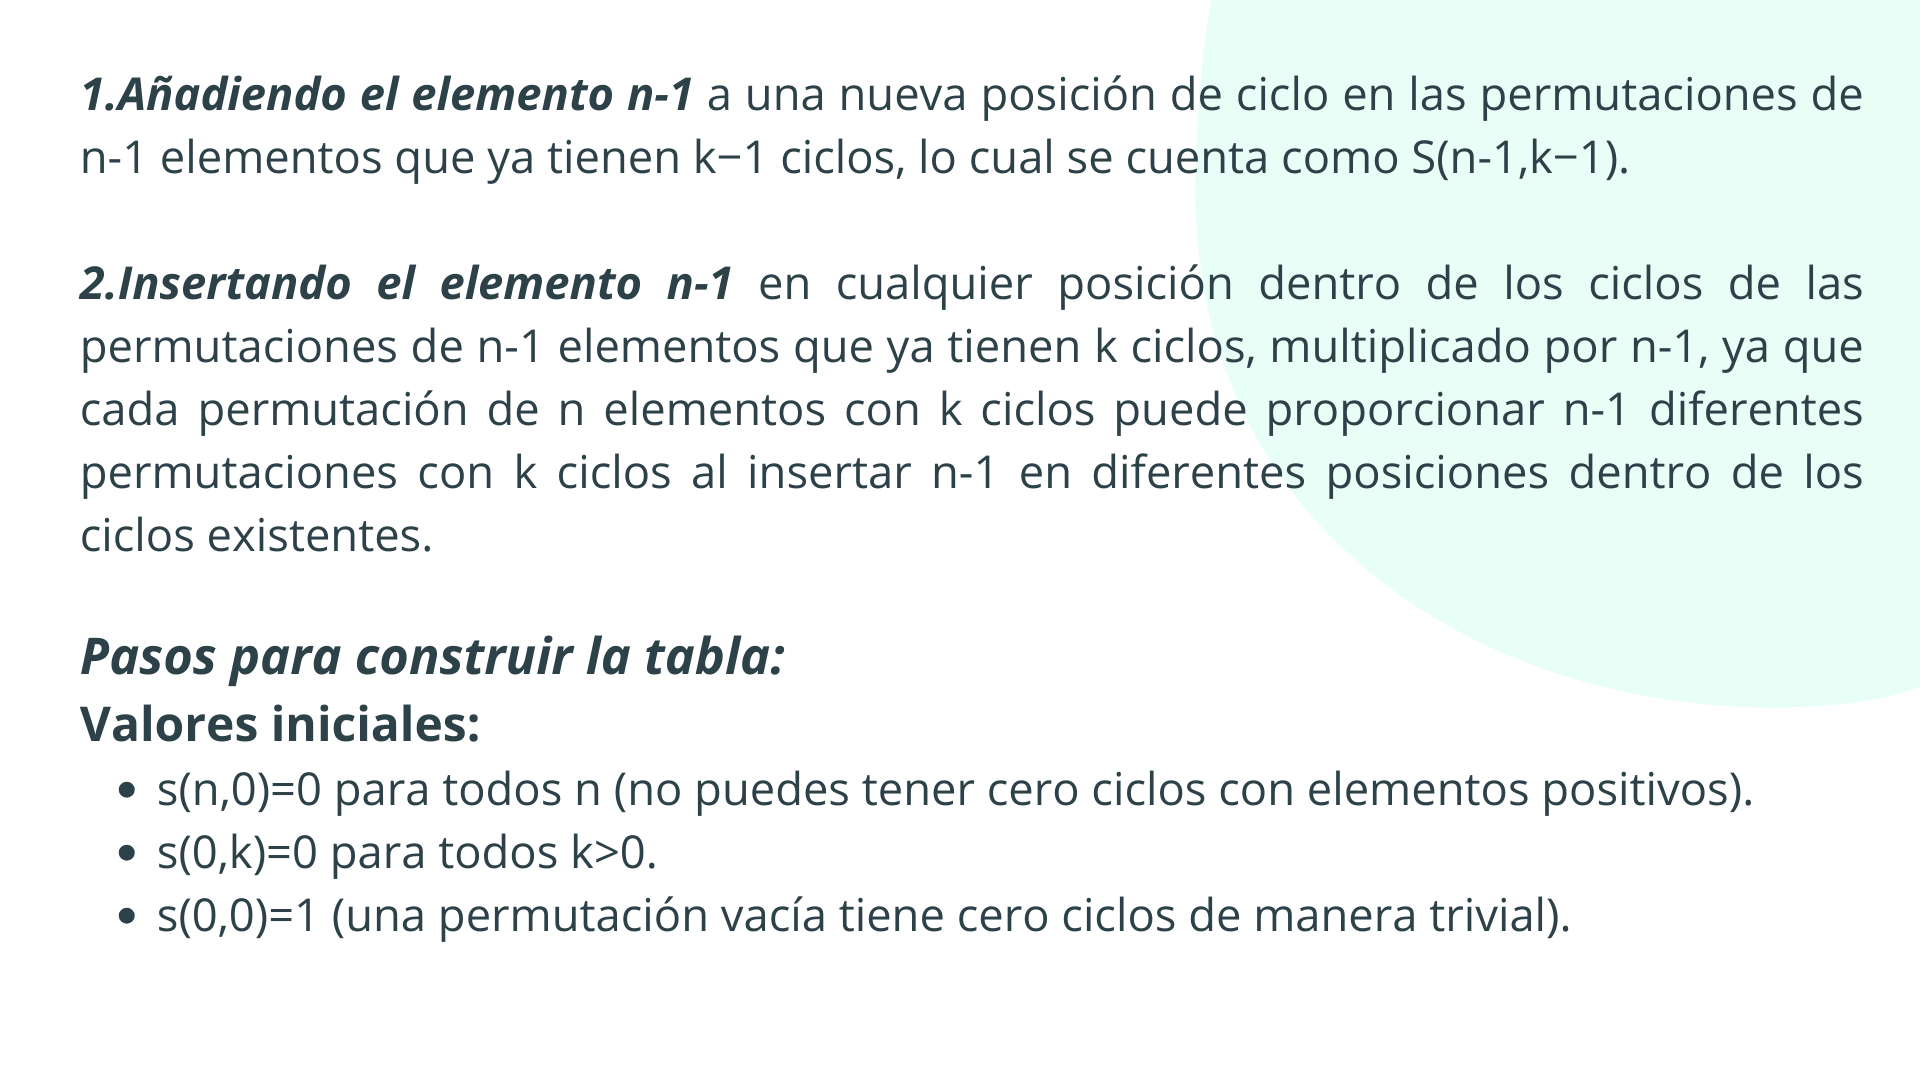 1.Añadiendo el elemento n-1 a una nueva posición de ciclo en las permutaciones de
n-1 elementos que ya tienen k−1 ciclos, lo cual se cuenta como S(n-1,k−1).
2.Insertando el elemento n-1 en cualquier posición dentro de los ciclos de las
permutaciones de n-1 elementos que ya tienen k ciclos, multiplicado por n-1, ya que
cada permutación de n elementos con k ciclos puede proporcionar n-1 diferentes
permutaciones con k ciclos al insertar n-1 en diferentes posiciones dentro de los
ciclos existentes.
Pasos para construir la tabla:
Valores iniciales:
• s(n,0)=0 para todos n (no puedes tener cero ciclos con elementos positivos).
• s(0,k)=0 para todos k>0.
• s(0,0)=1 (una permutación vacía tiene cero ciclos de manera trivial).